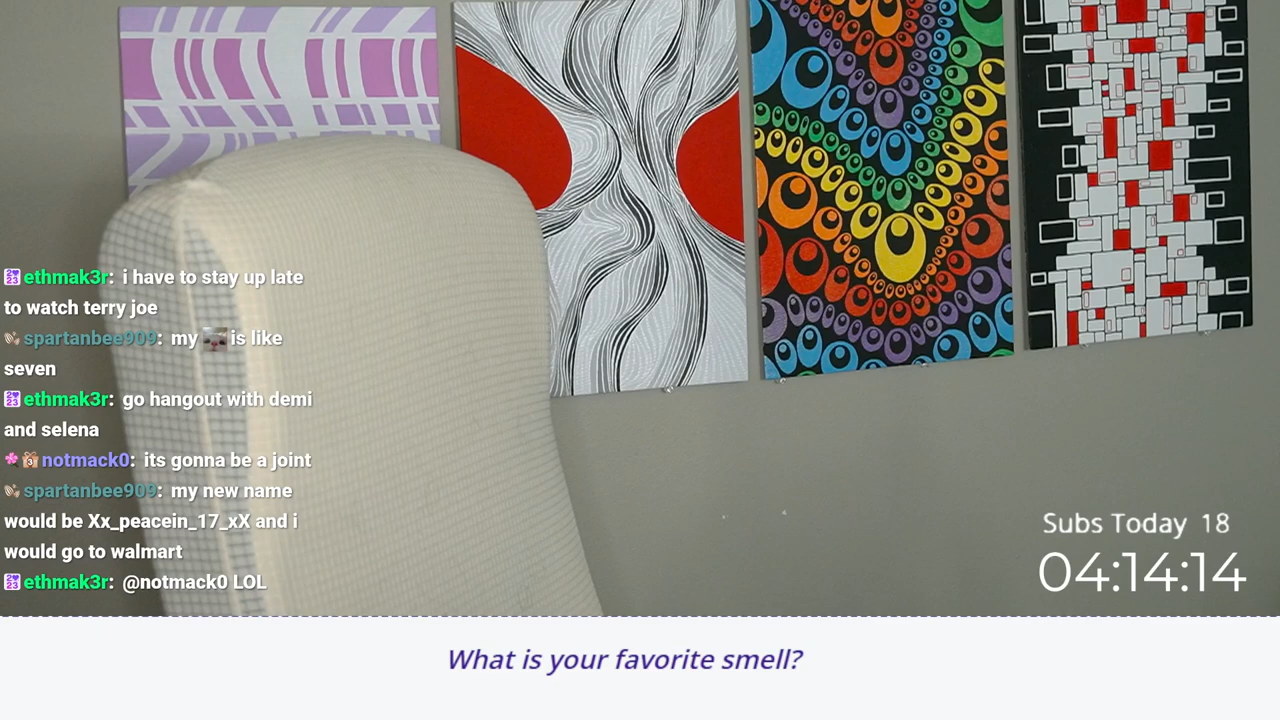 ethmak3r: i have to stay up late
to watch terry joe
spartanbee909: my is like
seven
ethmak3r: go hangout with demi
and selena
notmack0: its gonna be a joint
spartanbee909: my new name
would be Xx_peacein_17_xX and i
would go to walmart
ethmak3r: @notmack0 LOL
Subs Today 18
04:14:14
What is your favorite smell?